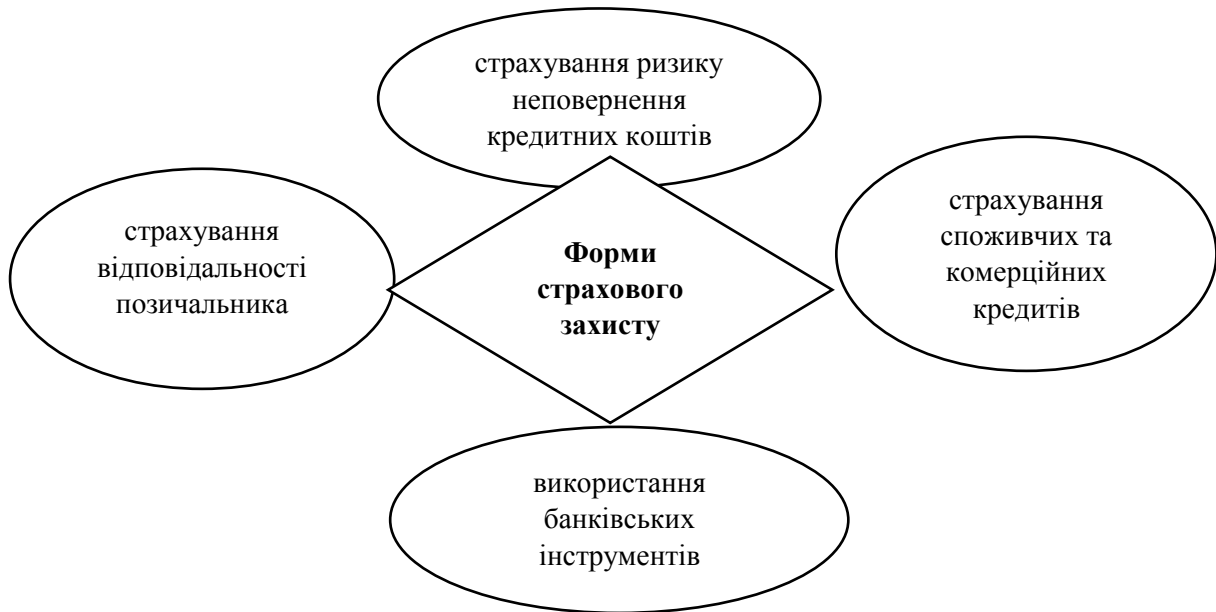 страхування ризику
неповернення
кредитних коштів
страхування
відповідальності
позичальника
Форми
страхового
захисту
страхування
споживчих та
комерційних
кредитів
використання
банківських
інструментів